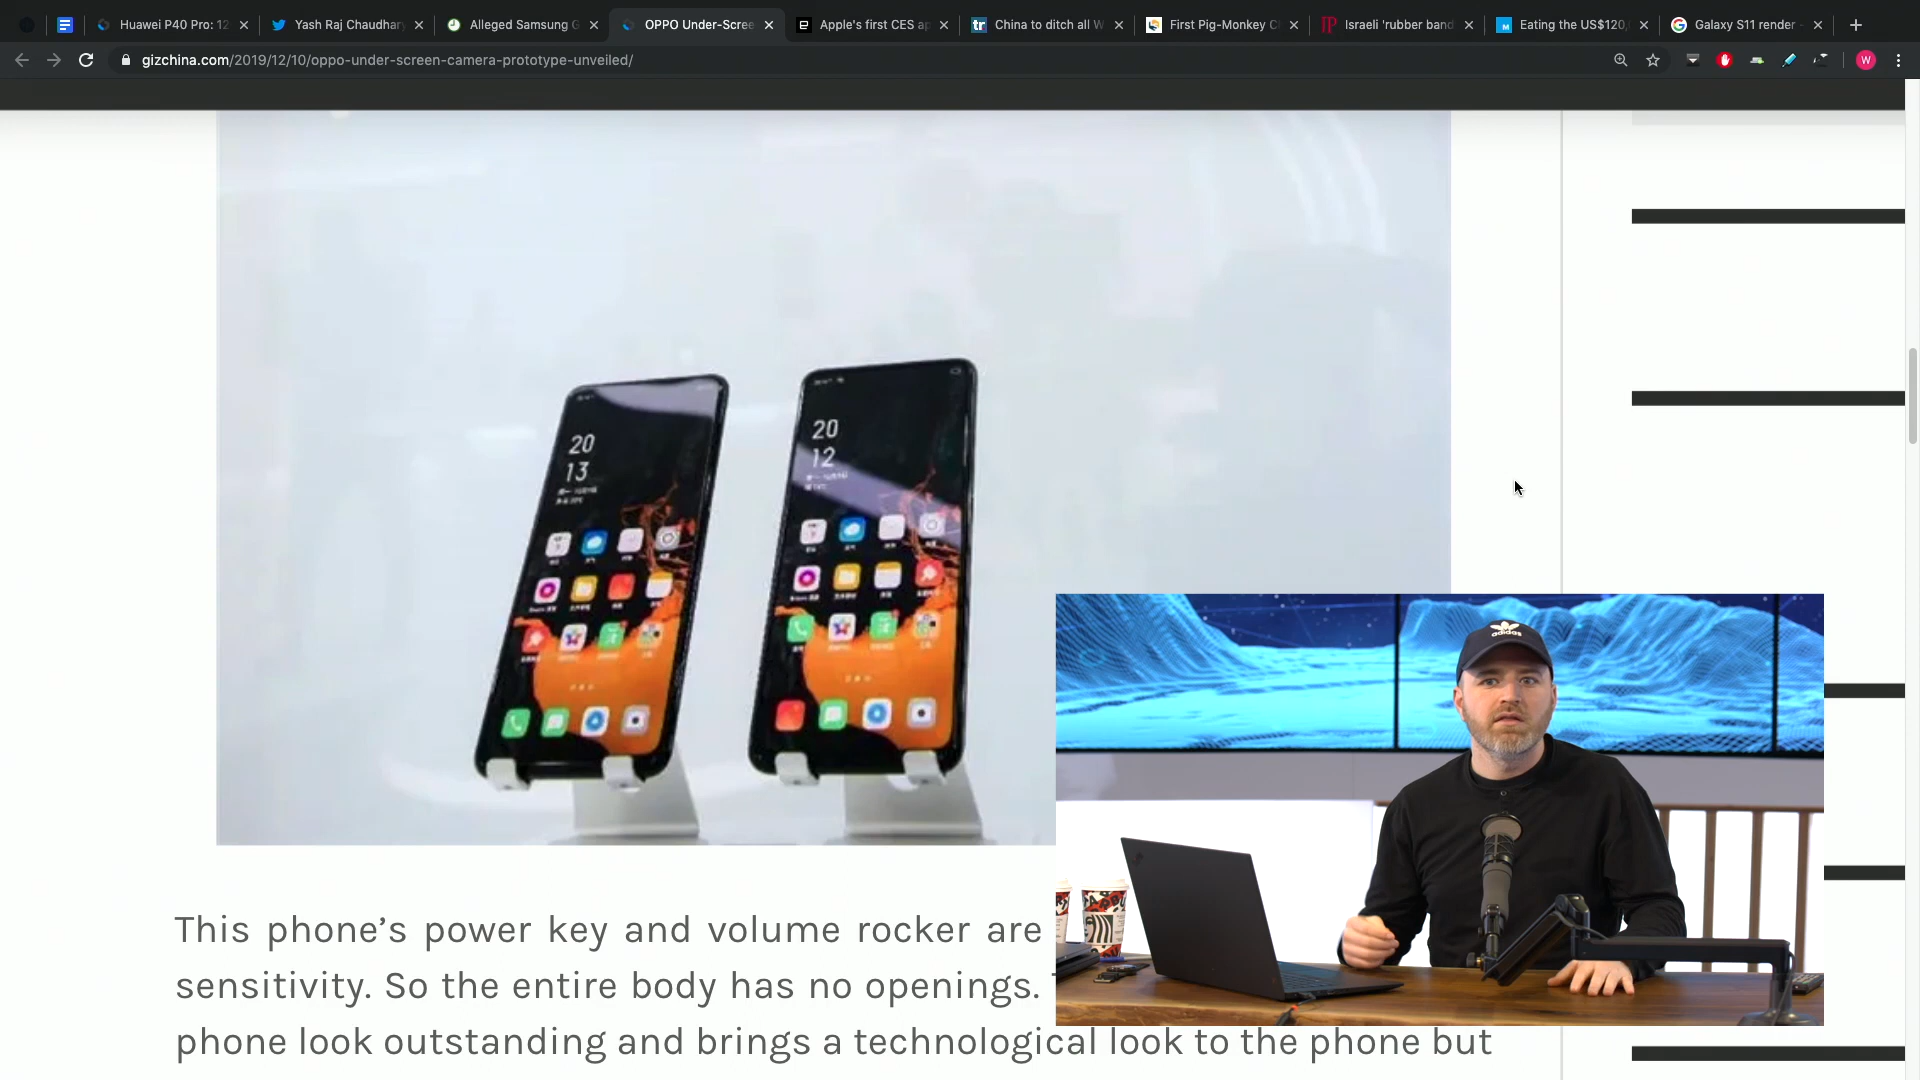 Huawei P40 Pro: 12
Yash Raj Chaudhar
Alleged Samsung G
OPPO Under-Scree
Apple's first CES ap
China to ditch all W
First Pig-Monkey C
Israeli 'rubber band
Eating the US$120,
Galaxy S11 render -
gizchina.com/2019/12/10/oppo-under-screen-camera-prototype-unveiled/
W
20
13
20
12
adidas
This phone’s power key and volume rocker are
sensitivity. So the entire body has no openings.
phone look outstanding and brings a technological look to the phone but